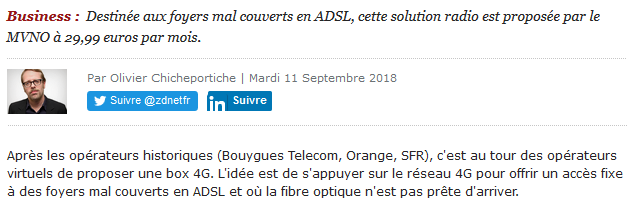 Business : Destinée aux foyers mal couverts en ADSL, cette solution radio est proposée par le
MVNO à 29,99 euros par mois.
Par Olivier Chicheportiche | Mardi 11 Septembre 2018
Suivre @zdnetfr
in Suivre
Après les opérateurs historiques (Bouygues Telecom, Orange, SFR), c'est au tour des opérateurs
virtuels de proposer une box 4G. L'idée est de s'appuyer sur le réseau 4G pour offrir un accès fixe
à des foyers mal couverts en ADSL et où la fibre optique n'est pas prête d'arriver.